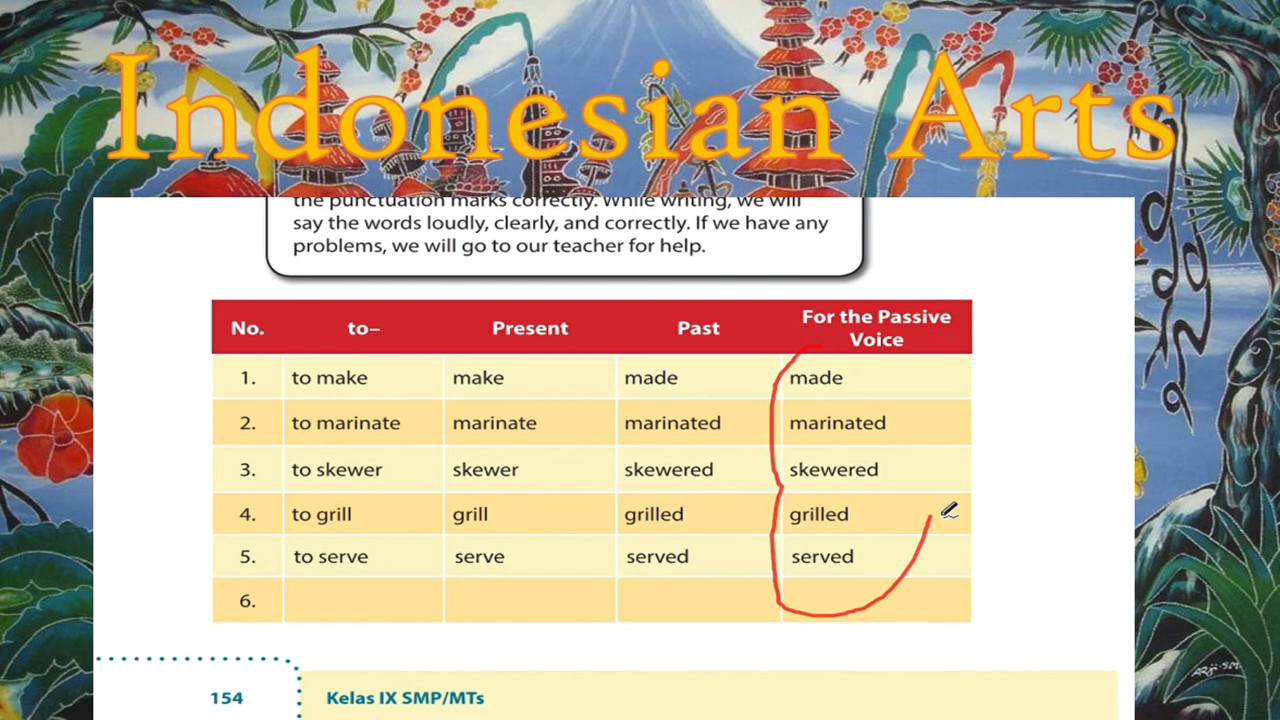 Indonesian Arts
the punctuation marks correctly. While writing, we will
say the words loudly, clearly, and correctly. If we have any
problems, we will go to our teacher for help.
No. to– Present Past For the Passive Voice
1. to make make made made
2. to marinate marinate marinated marinated
3. to skewer skewer skewered skewered
4. to grill grill grilled grilled
5. to serve serve served served
6.
154 Kelas IX SMP/MTs